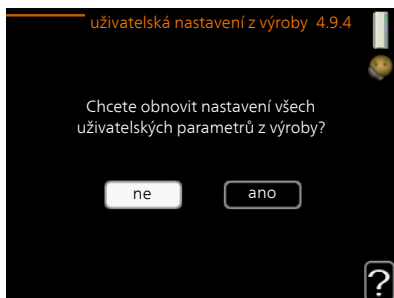 uživatelská nastavení z výroby 4.9.4
Chcete obnovit nastavení všech
uživatelských parametrů z výroby?
ne
ano
?